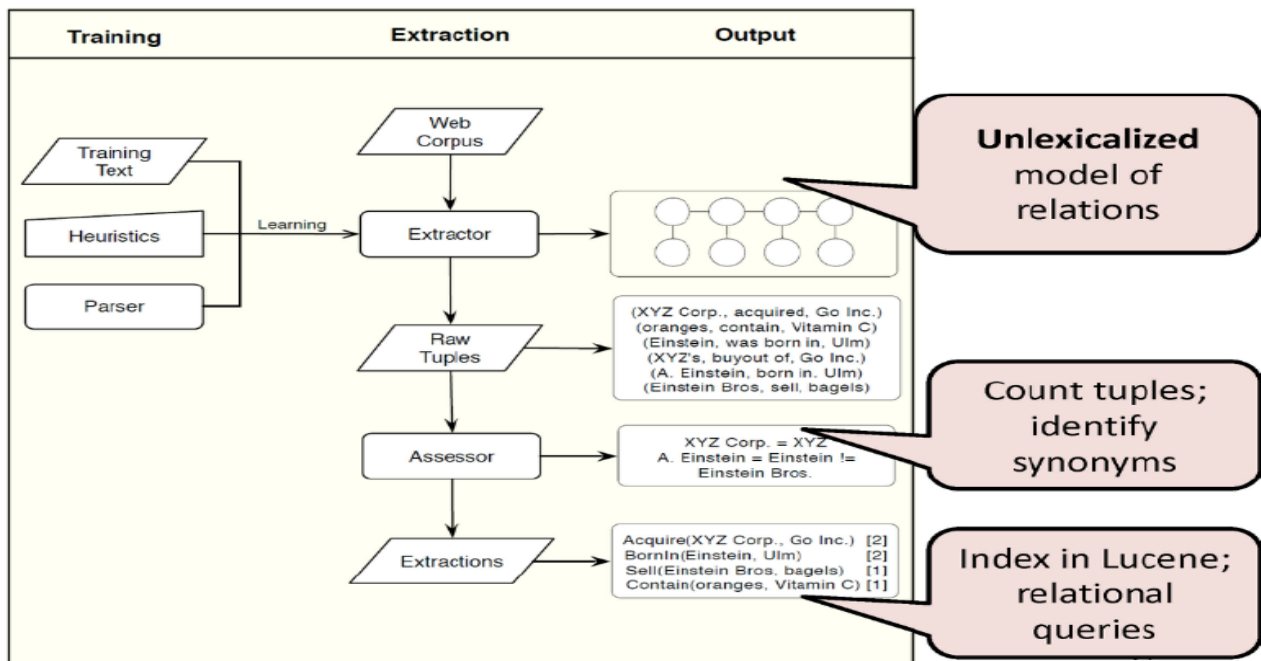 Training
Extraction
Output
Web
Corpus
Training
Text
Heuristics
Parser
Learning
Extractor
Raw
Tuples
(XYZ Corp., acquired, Go Inc.)
(oranges, contain, Vitamin C)
(Einstein, was born in, Ulm)
(XYZ's, buyout of, Go Inc.)
(A. Einstein, born in. Ulm)
(Einstein Bros, sell, bagels)
Assessor
XYZ Corp. = XYZ
A. Einstein = Einstein !=
Einstein Bros.
Extractions
Acquire(XYZ Corp., Go Inc.) [2]
BornIn(Einstein, Ulm) [2]
Sell(Einstein Bros, bagels) [1]
Contain(oranges, Vitamin C) [1]
Unlexicalized
model of
relations
Count tuples;
identify
synonyms
Index in Lucene;
relational
queries